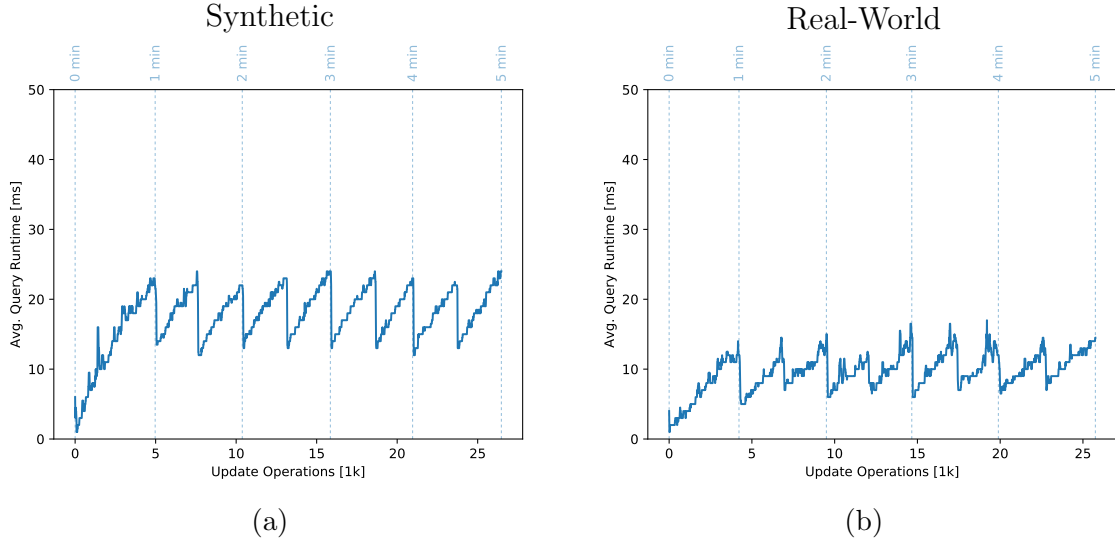 Synthetic
0 min
1 min
2 min
3 min
4 min
5 min
50
40
30
20
10
0
Avg. Query Runtime [ms]
0
5
10
15
20
25
Update Operations [1k]
(a)
Real-World
0 min
1 min
2 min
3 min
4 min
5 min
50
40
30
20
10
0
Avg. Query Runtime [ms]
0
5
10
15
20
25
Update Operations [1k]
(b)